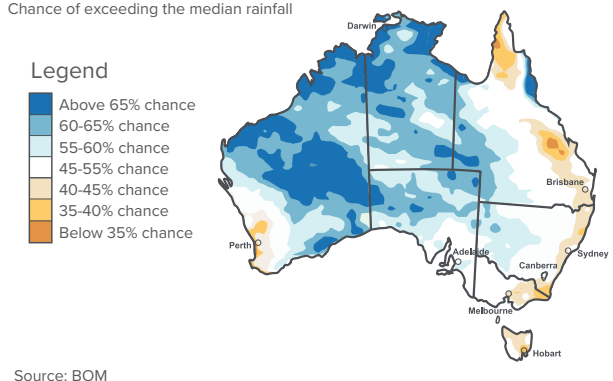 Chance of exceeding the median rainfall
Legend
Above 65% chance
60-65% chance
55-60% chance
45-55% chance
40-45% chance
35-40% chance
Below 35% chance
Darwin
Brisbane
Perth
Adelaide
Sydney
Canberra
Melbourne
Hobart
Source: BOM